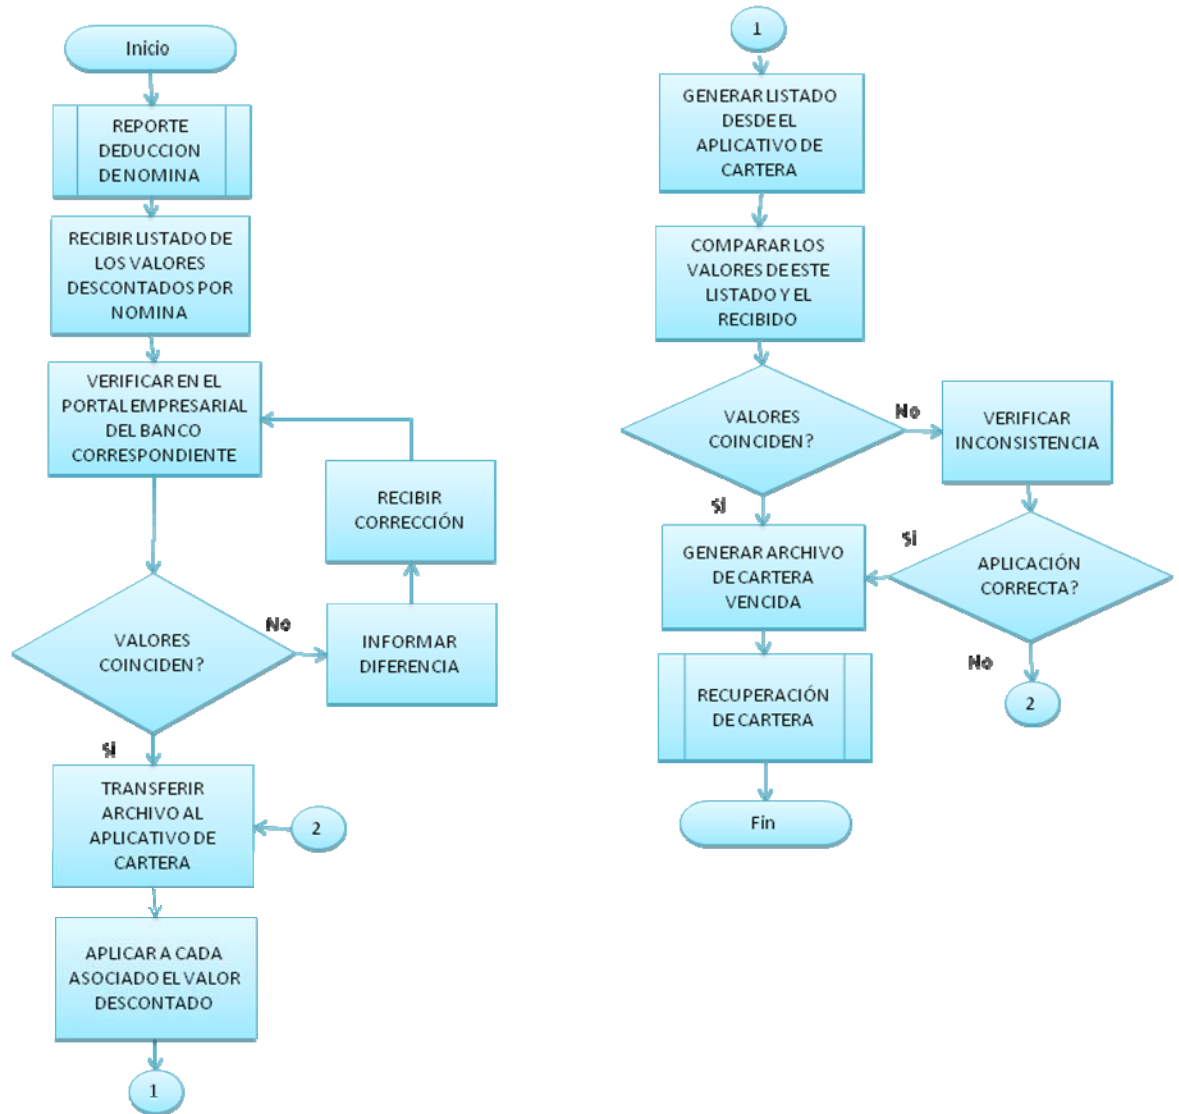 Inicio
REPORTE
DEDUCCION
DE NOMINA
RECIBIR LISTADO DE
LOS VALORES
DESCONTADOS POR
NOMINA
VERIFICAR EN EL
PORTAL EMPRESARIAL
DEL BANCO
CORRESPONDIENTE
RECIBIR
CORRECCIÓN
VALORES
COINCIDEN?
No
INFORMAR
DIFERENCIA
Si
TRANSFERIR
ARCHIVO AL
APLICATIVO DE
CARTERA
2
APLICAR A CADA
ASOCIADO EL VALOR
DESCONTADO
1
1
GENERAR LISTADO
DESDE EL
APLICATIVO DE
CARTERA
COMPARAR LOS
VALORES DE ESTE
LISTADO Y EL
RECIBIDO
VALORES
COINCIDEN?
No
VERIFICAR
INCONSISTENCIA
Si
GENERAR ARCHIVO
DE CARTERA
VENCIDA
Si
APLICACIÓN
CORRECTA?
No
2
RECUPERACIÓN
DE CARTERA
Fin